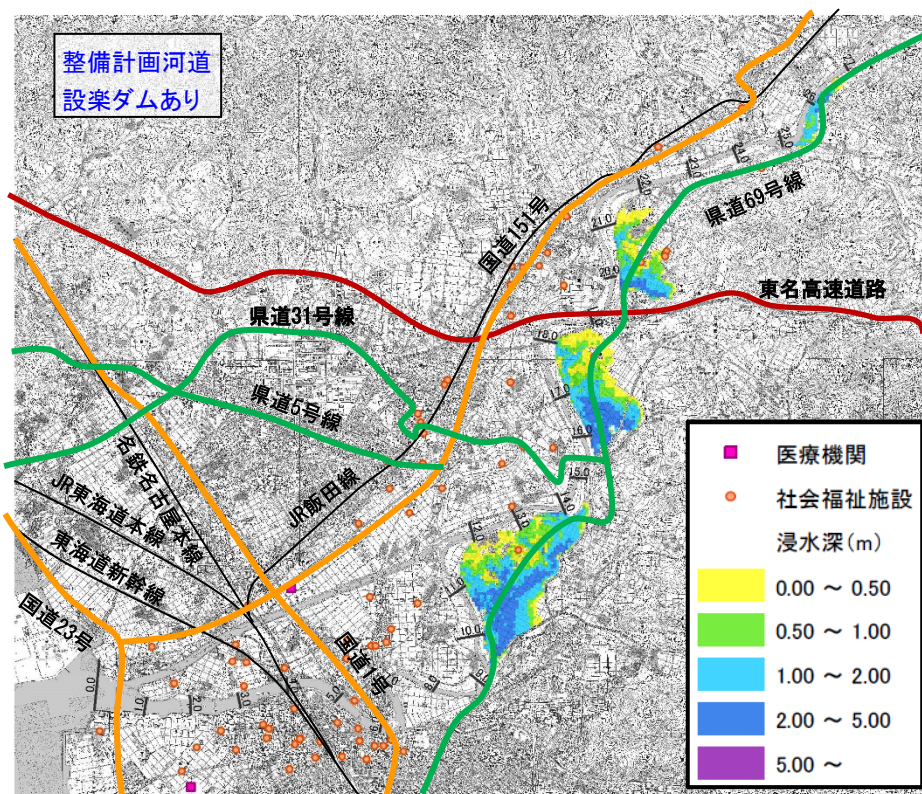 整備計画河道
設楽ダムあり
国道151号
県道69号線
東名高速道路
県道31号線
県道5号線
名鉄名古屋本線
JR東海道本線
東海道新幹線
JR飯田線
国道23号
国道1号
24.0
23.0
22.0
21.0
20.0
18.0
17.0
16.0
15.0
14.0
13.0
12.0
11.0
10.0
0.0
1.0
2.0
3.0
医療機関
社会福祉施設
浸水深(m)
0.00 ～ 0.50
0.50 ～ 1.00
1.00 ～ 2.00
2.00 ～ 5.00
5.00 ～